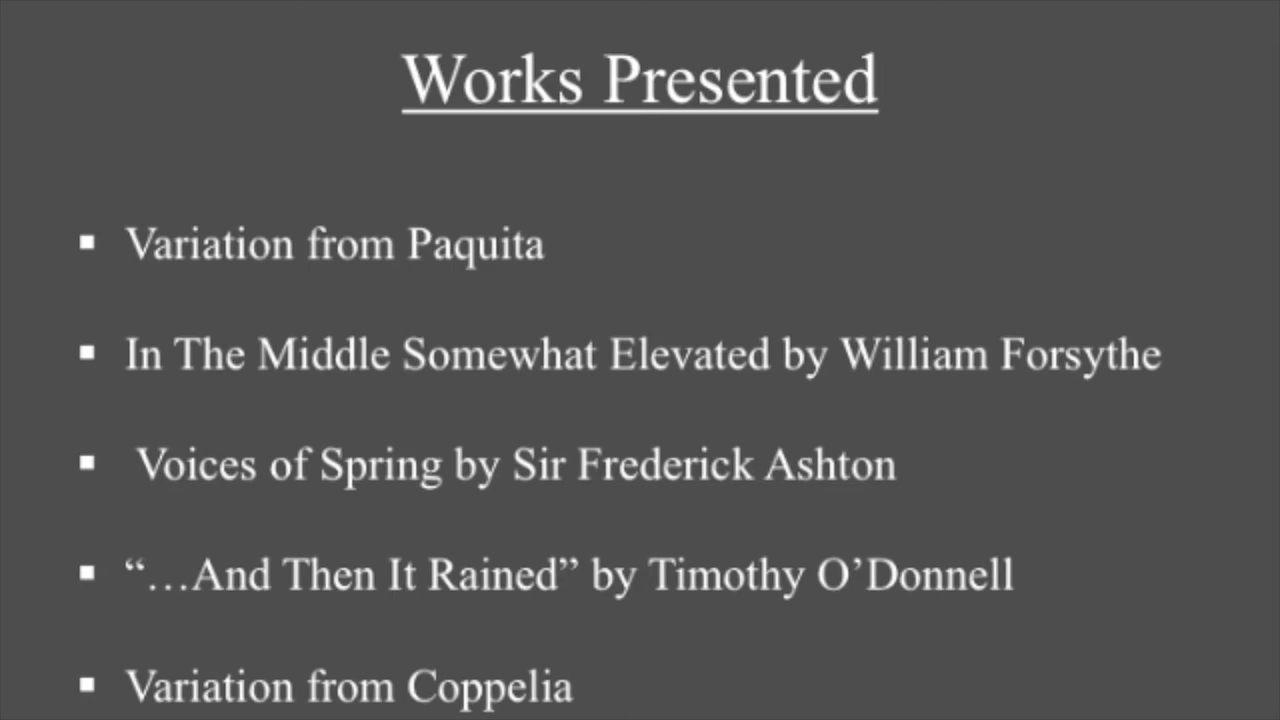 Works Presented
▪ Variation from Paquita
▪ In The Middle Somewhat Elevated by William Forsythe
▪ Voices of Spring by Sir Frederick Ashton
▪ “…And Then It Rained” by Timothy O’Donnell
▪ Variation from Coppelia